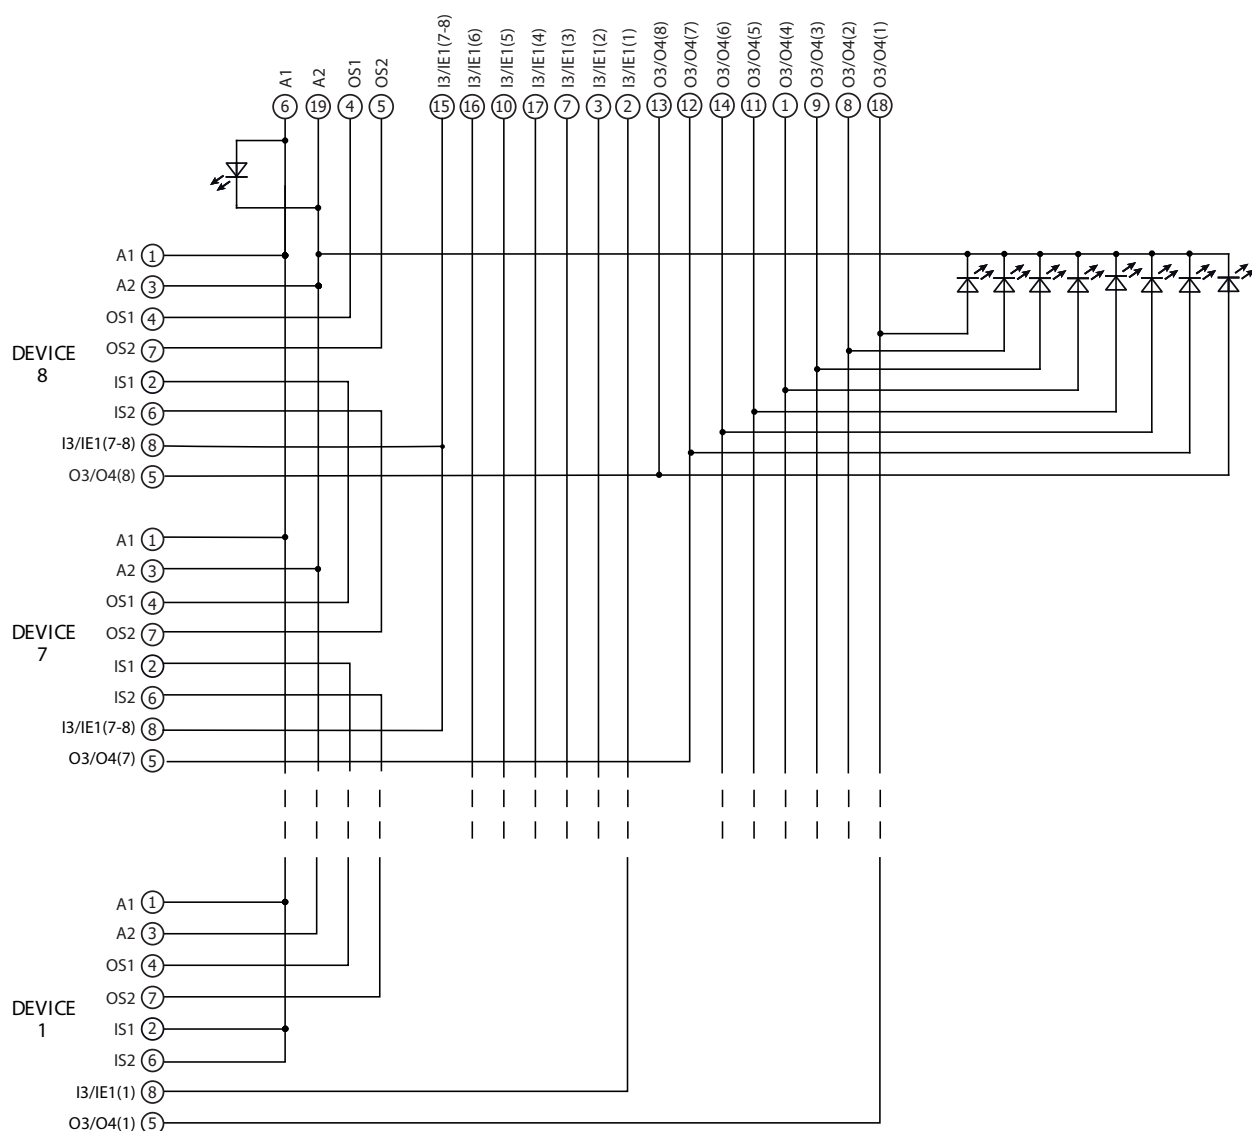 A1
A2
OS1
OS2
I3/IE1(7-8)
I3/IE1(6)
I3/IE1(5)
I3/IE1(4)
I3/IE1(3)
I3/IE1(2)
I3/IE1(1)
O3/O4(8)
O3/O4(7)
O3/O4(6)
O3/O4(5)
O3/O4(4)
O3/O4(3)
O3/O4(2)
O3/O4(1)
6 19 4 5 15 16 10 17 7 3 2 13 12 14 11 1 9 8 18
DEVICE
8
A1 1
A2 3
OS1 4
OS2 7
IS1 2
IS2 6
I3/IE1(7-8) 8
O3/O4(8) 5
DEVICE
7
A1 1
A2 3
OS1 4
OS2 7
IS1 2
IS2 6
I3/IE1(7-8) 8
O3/O4(7) 5
DEVICE
1
A1 1
A2 3
OS1 4
OS2 7
IS1 2
IS2 6
I3/IE1(1) 8
O3/O4(1) 5